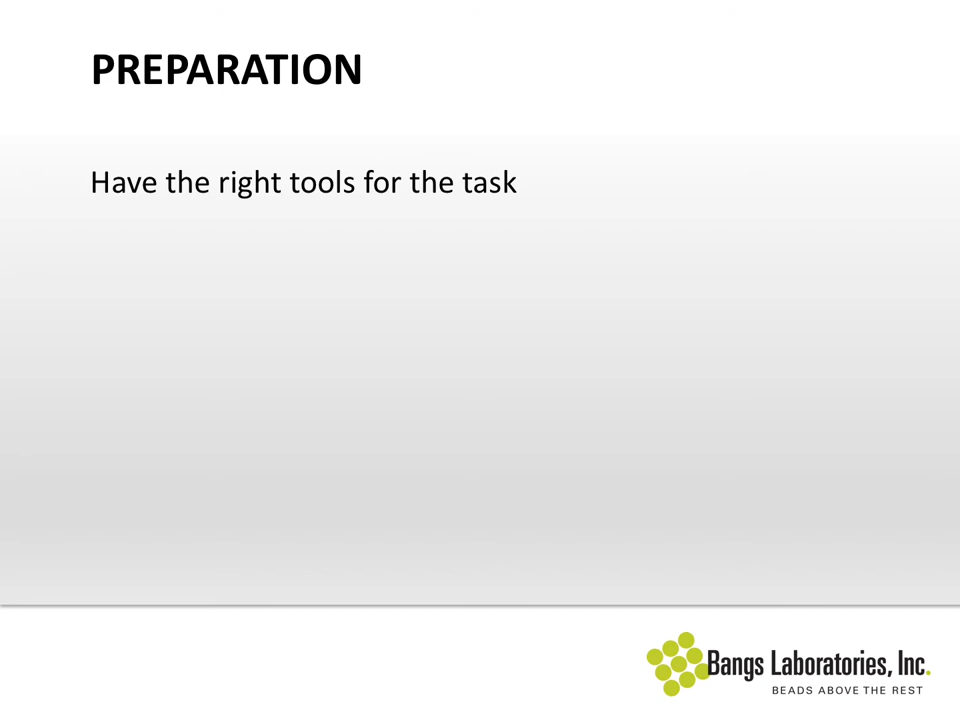 PREPARATION
Have the right tools for the task
Bangs Laboratories, Inc.
BEADS ABOVE THE REST